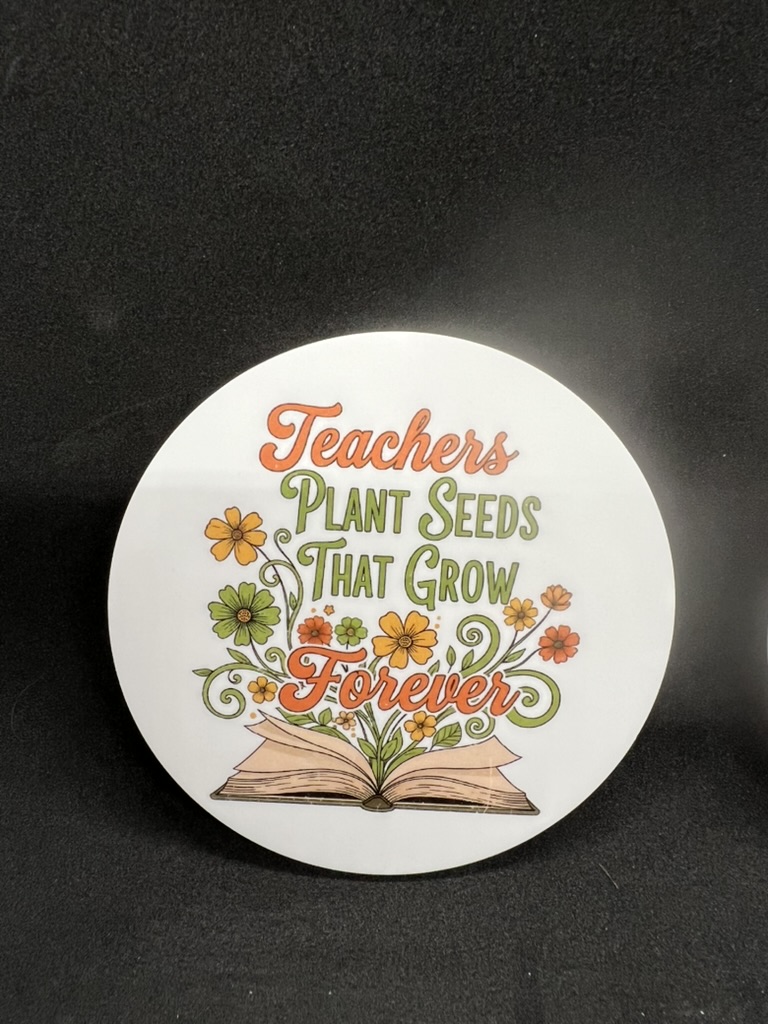 Teachers
PLANT SEEDS
THAT GROW
Forever